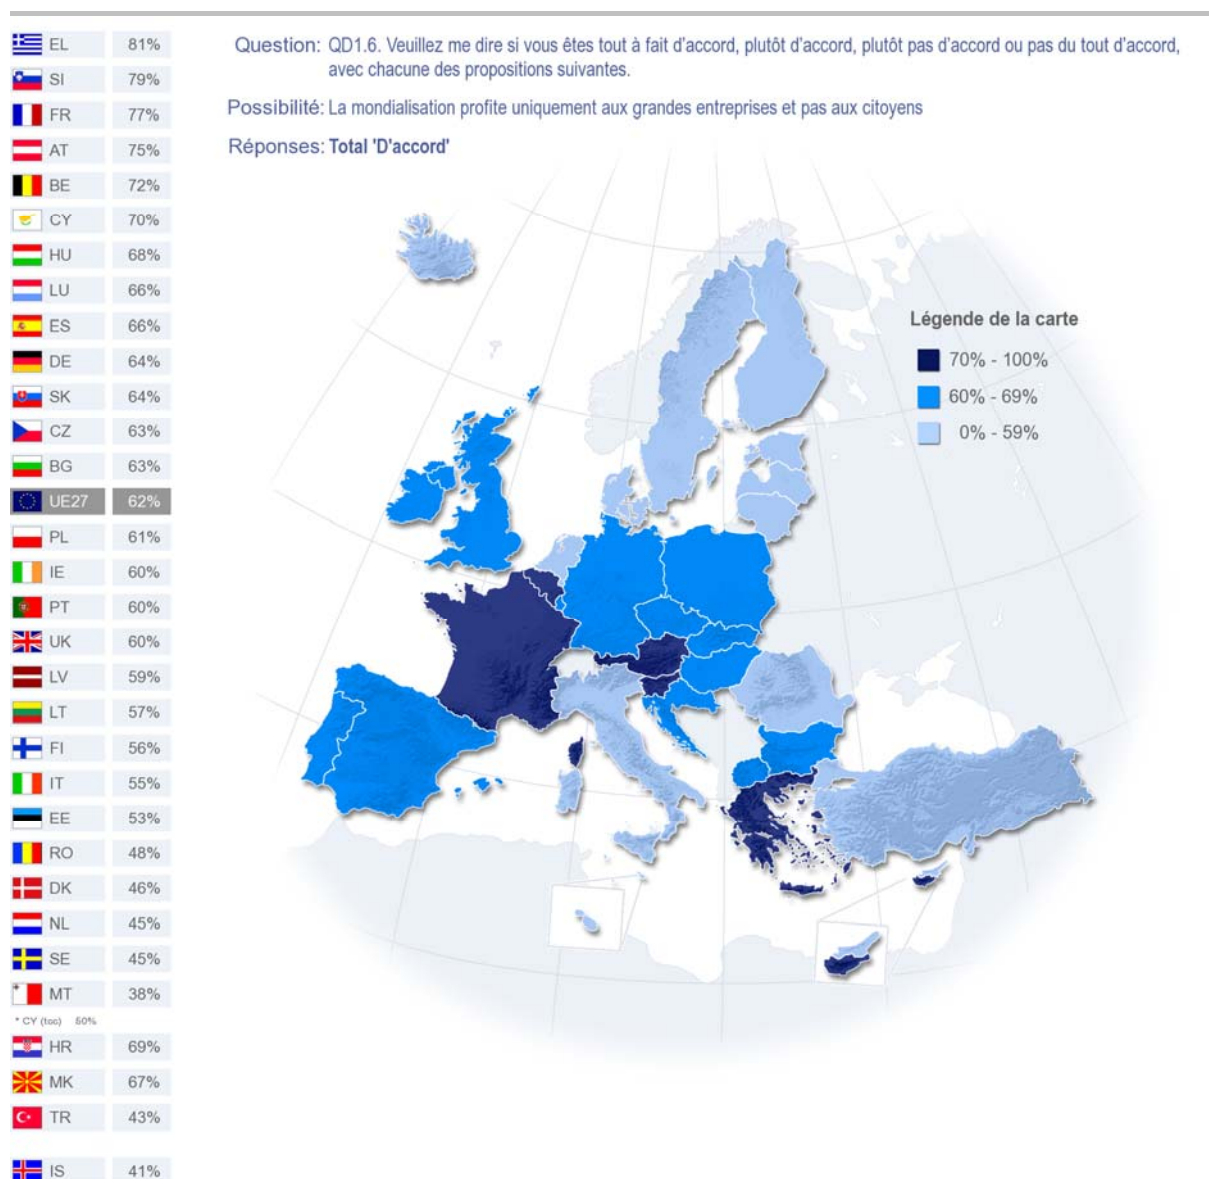 Question: QD1.6. Veuillez me dire si vous êtes tout à fait d'accord, plutôt d'accord, plutôt pas d'accord ou pas du tout d'accord,
avec chacune des propositions suivantes.
Possibilité: La mondialisation profite uniquement aux grandes entreprises et pas aux citoyens
Réponses: Total 'D'accord'
EL 81%
SI 79%
FR 77%
AT 75%
BE 72%
CY 70%
HU 68%
LU 66%
ES 66%
DE 64%
SK 64%
CZ 63%
BG 63%
UE27 62%
PL 61%
IE 60%
PT 60%
UK 60%
LV 59%
LT 57%
FI 56%
IT 55%
EE 53%
RO 48%
DK 46%
NL 45%
SE 45%
MT 38%
* CY (tcc) 50%
HR 69%
MK 67%
TR 43%
IS 41%
Légende de la carte
70% - 100%
60% - 69%
0% - 59%